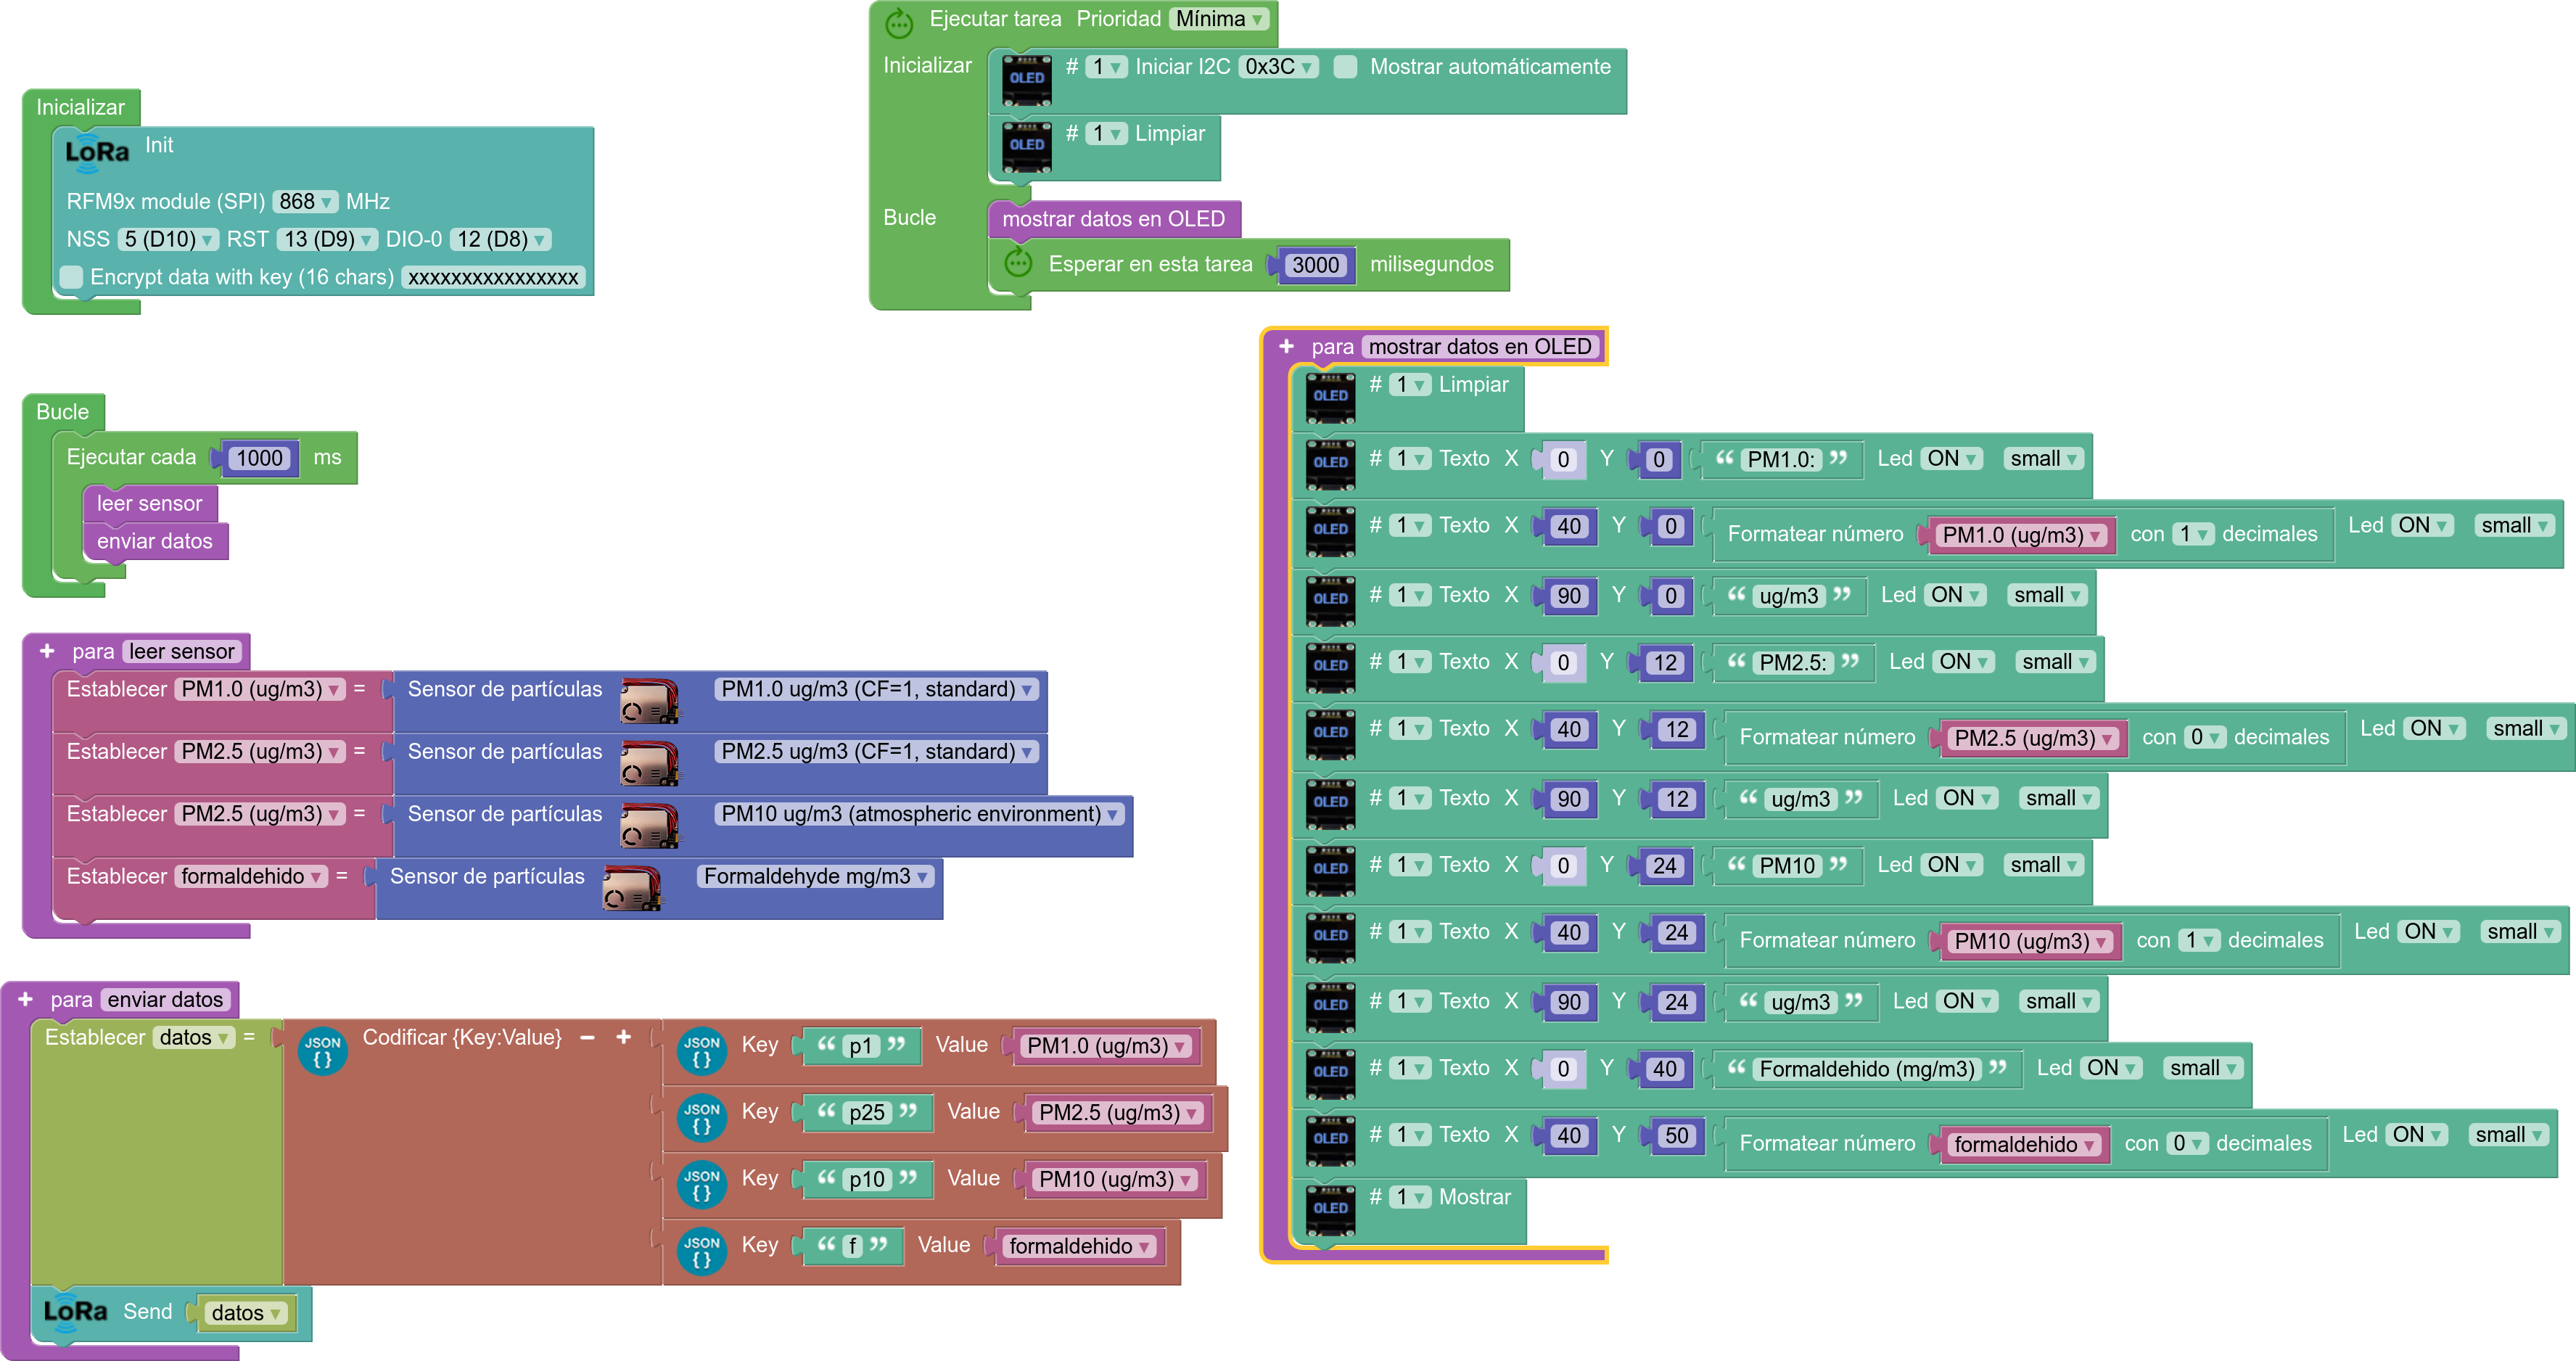 Inicializar
LoRa Init
RFM9x module (SPI) 868 MHz
NSS 5 (D10) RST 13 (D9) DIO-0 12 (D8)
Encrypt data with key (16 chars) xxxxxxxxxxxxxxxx
Bucle
Ejecutar cada 1000 ms
leer sensor
enviar datos
para leer sensor
Establecer PM1.0 (ug/m3) = Sensor de partículas PM1.0 ug/m3 (CF=1, standard)
Establecer PM2.5 (ug/m3) = Sensor de partículas PM2.5 ug/m3 (CF=1, standard)
Establecer PM2.5 (ug/m3) = Sensor de partículas PM10 ug/m3 (atmospheric environment)
Establecer formaldehido = Sensor de partículas Formaldehyde mg/m3
+ para enviar datos
Establecer datos = JSON { } Codificar {Key:Value} − + JSON { } Key “ p1 ” Value PM1.0 (ug/m3)
JSON { } Key “ p25 ” Value PM2.5 (ug/m3)
JSON { } Key “ p10 ” Value PM10 (ug/m3)
JSON { } Key “ f ” Value formaldehido
LoRa Send datos
Ejecutar tarea Prioridad Mínima
Inicializar OLED # 1 Iniciar I2C 0x3C Mostrar automáticamente
OLED # 1 Limpiar
Bucle mostrar datos en OLED
Esperar en esta tarea 3000 milisegundos
+ para mostrar datos en OLED
OLED # 1 Limpiar
OLED # 1 Texto X 0 Y 0 “ PM1.0: ” Led ON small
OLED # 1 Texto X 40 Y 0 Formatear número PM1.0 (ug/m3) con 1 decimales Led ON small
OLED # 1 Texto X 90 Y 0 “ ug/m3 ” Led ON small
OLED # 1 Texto X 0 Y 12 “ PM2.5: ” Led ON small
OLED # 1 Texto X 40 Y 12 Formatear número PM2.5 (ug/m3) con 0 decimales Led ON small
OLED # 1 Texto X 90 Y 12 “ ug/m3 ” Led ON small
OLED # 1 Texto X 0 Y 24 “ PM10 ” Led ON small
OLED # 1 Texto X 40 Y 24 Formatear número PM10 (ug/m3) con 1 decimales Led ON small
OLED # 1 Texto X 90 Y 24 “ ug/m3 ” Led ON small
OLED # 1 Texto X 0 Y 40 “ Formaldehido (mg/m3) ” Led ON small
OLED # 1 Texto X 40 Y 50 Formatear número formaldehido con 0 decimales Led ON small
OLED # 1 Mostrar